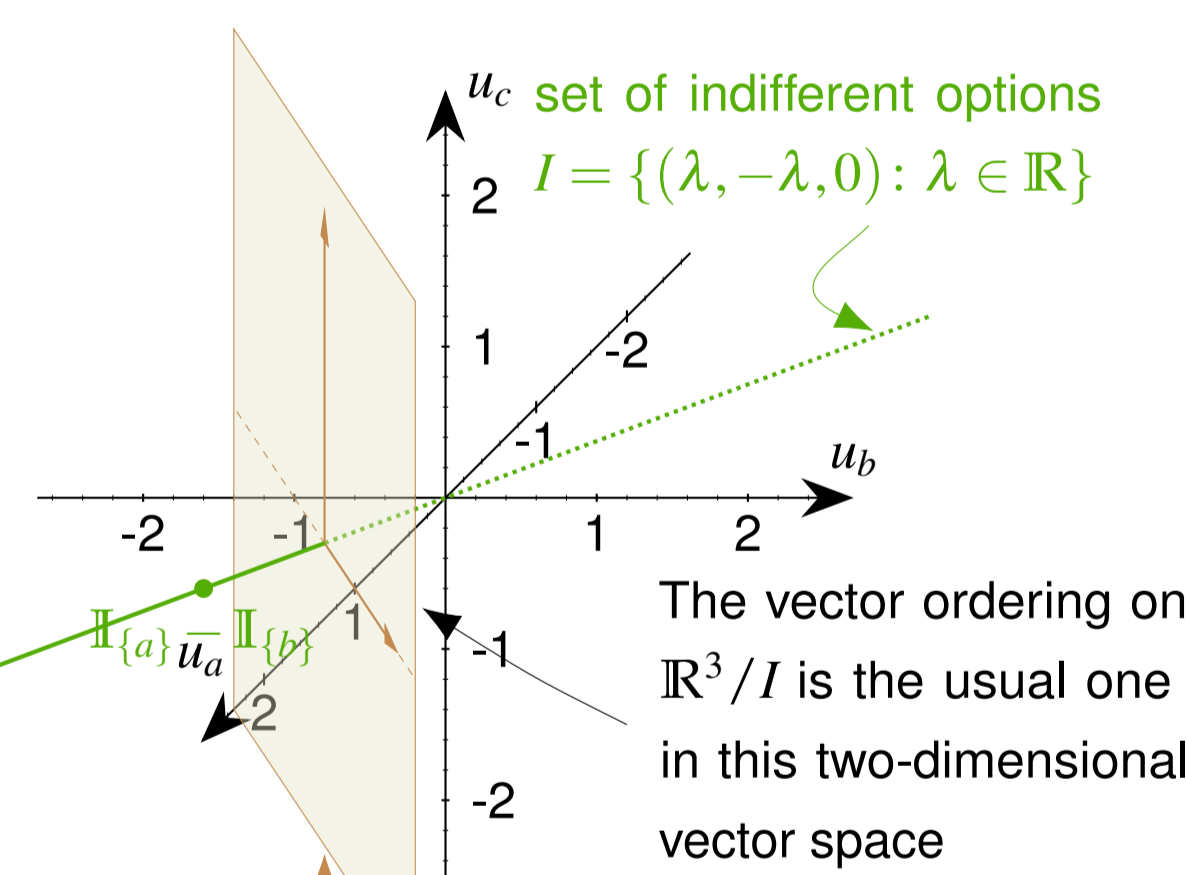 u_c set of indifferent options
I = {(λ, −λ, 0): λ ∈ ℝ}
2
1
-2
-1
u_b
-2 -1 1 2
𝕀_{a} − 𝕀_{b}
u_a
1
2
-1
-2
The vector ordering on
ℝ³/I is the usual one
in this two-dimensional
vector space